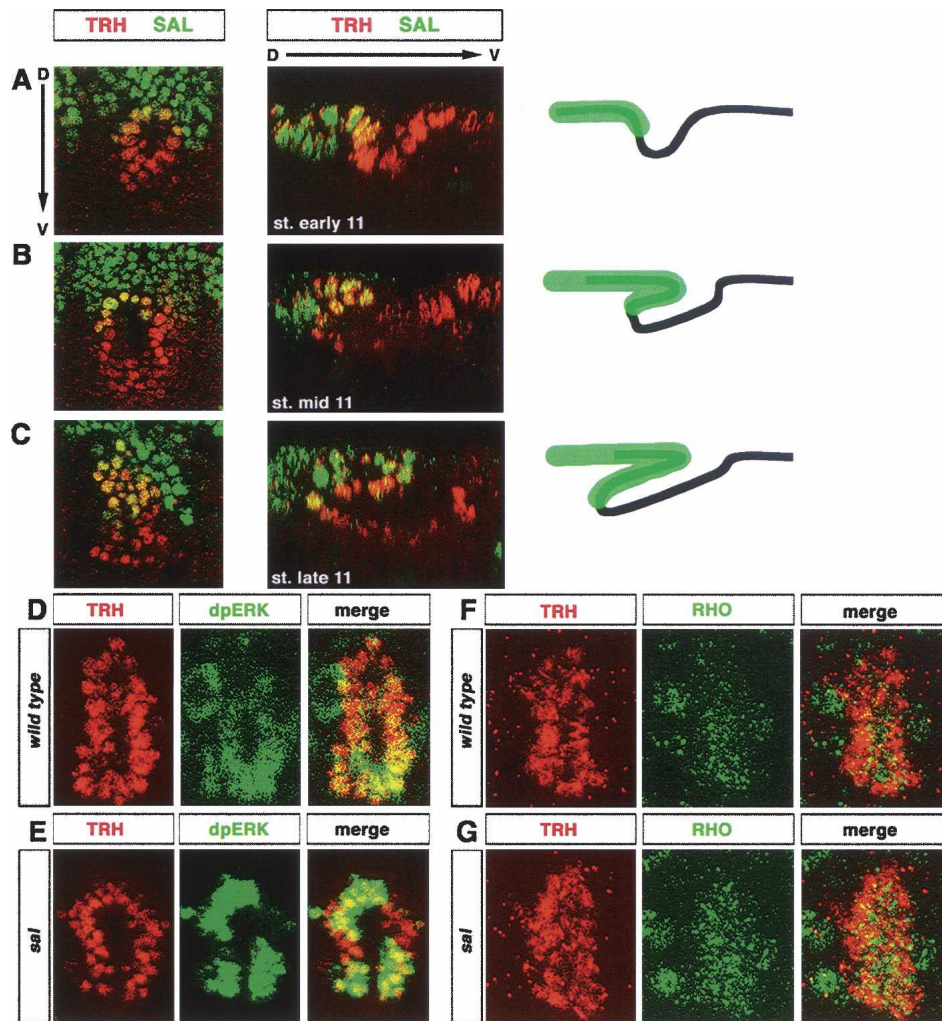 TRH SAL
TRH SAL
D V
A D
V
st. early 11
B
st. mid 11
C
st. late 11
D TRH dpERK merge
wild type
F TRH RHO merge
wild type
E TRH dpERK merge
sal
G TRH RHO merge
sal